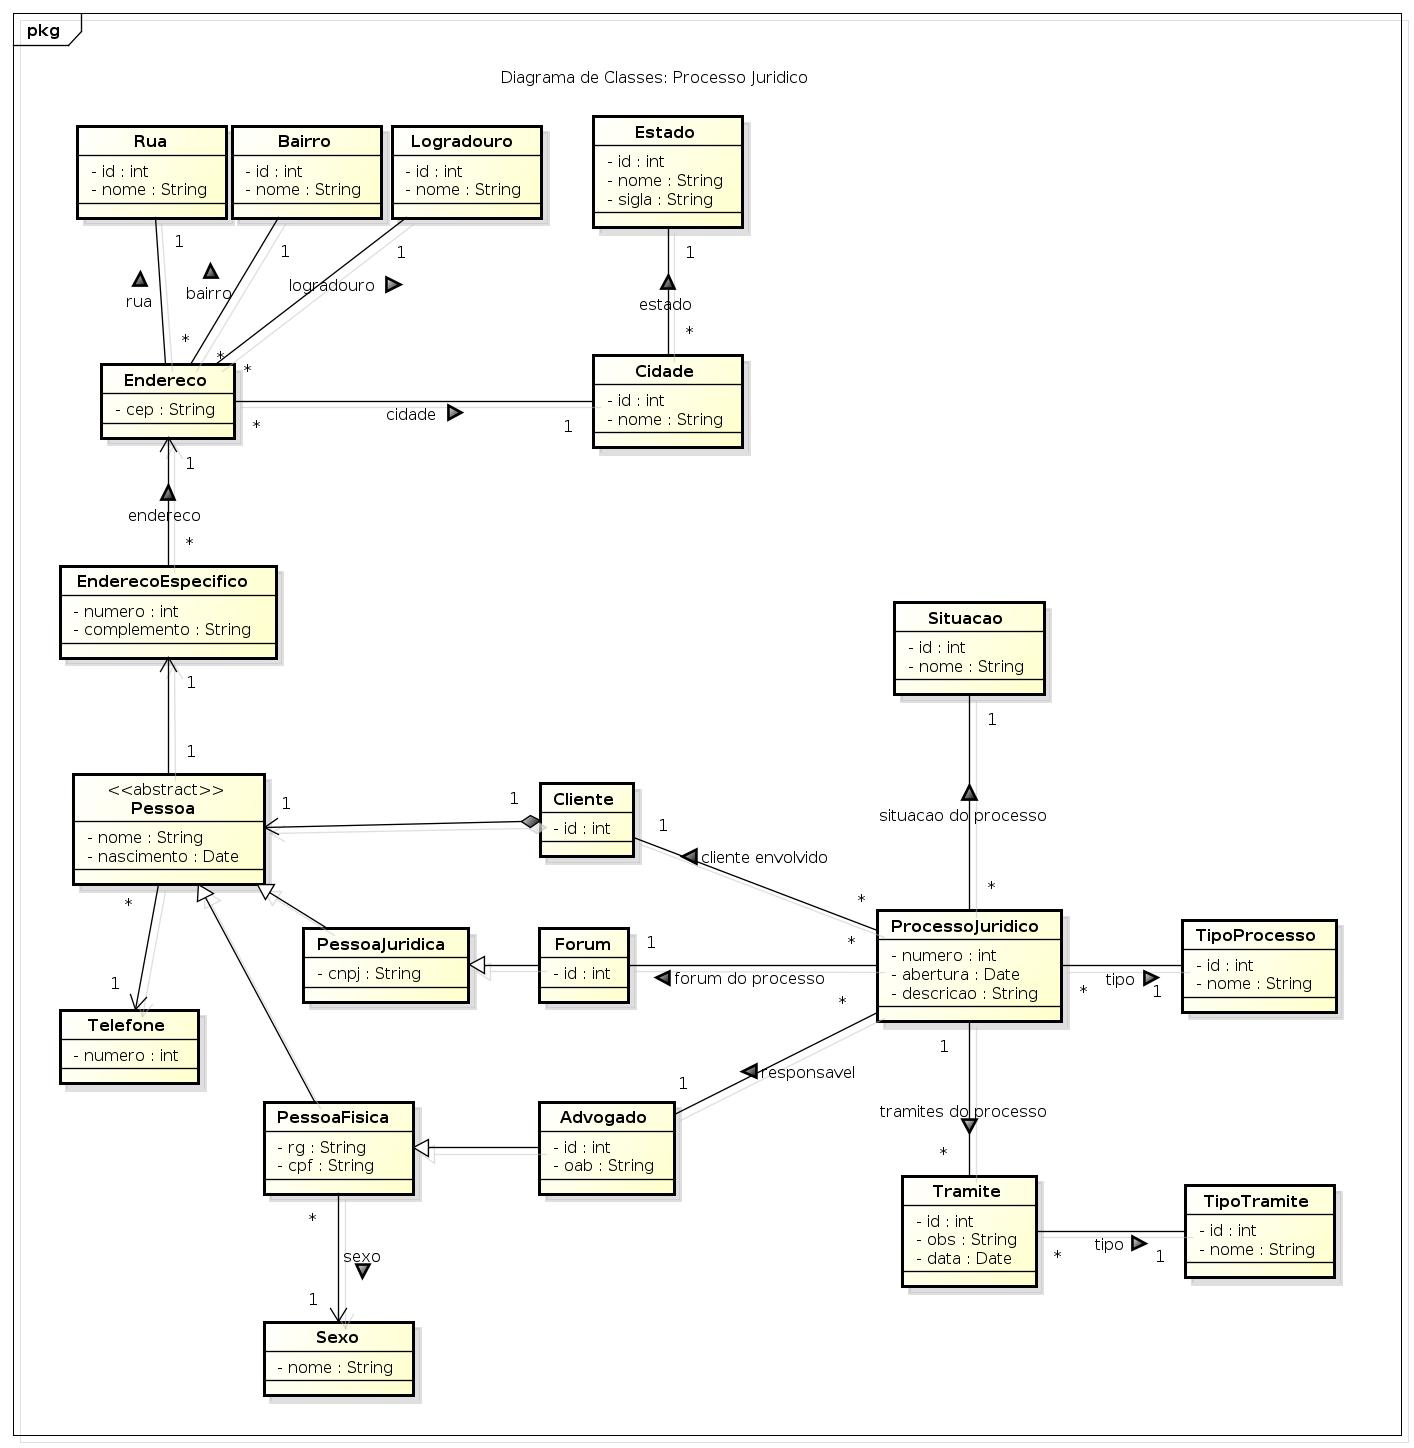 pkg
Diagrama de Classes: Processo Juridico
Rua
- id : int
- nome : String
Bairro
- id : int
- nome : String
Logradouro
- id : int
- nome : String
Estado
- id : int
- nome : String
- sigla : String
1
1
1
1
rua
bairro
logradouro
estado
*
*
*
*
Endereco
- cep : String
Cidade
- id : int
- nome : String
*
cidade
1
1
endereco
*
EnderecoEspecifico
- numero : int
- complemento : String
1
1
Situacao
- id : int
- nome : String
1
situacao do processo
*
<<abstract>>
Pessoa
- nome : String
- nascimento : Date
1
1
Cliente
- id : int
1
cliente envolvido
*
*
1
Telefone
- numero : int
PessoaJuridica
- cnpj : String
Forum
- id : int
1
forum do processo
*
ProcessoJuridico
- numero : int
- abertura : Date
- descricao : String
*
tipo
1
TipoProcesso
- id : int
- nome : String
*
responsavel
1
1
tramites do processo
*
PessoaFisica
- rg : String
- cpf : String
Advogado
- id : int
- oab : String
Tramite
- id : int
- obs : String
- data : Date
*
tipo
1
TipoTramite
- id : int
- nome : String
*
sexo
1
Sexo
- nome : String